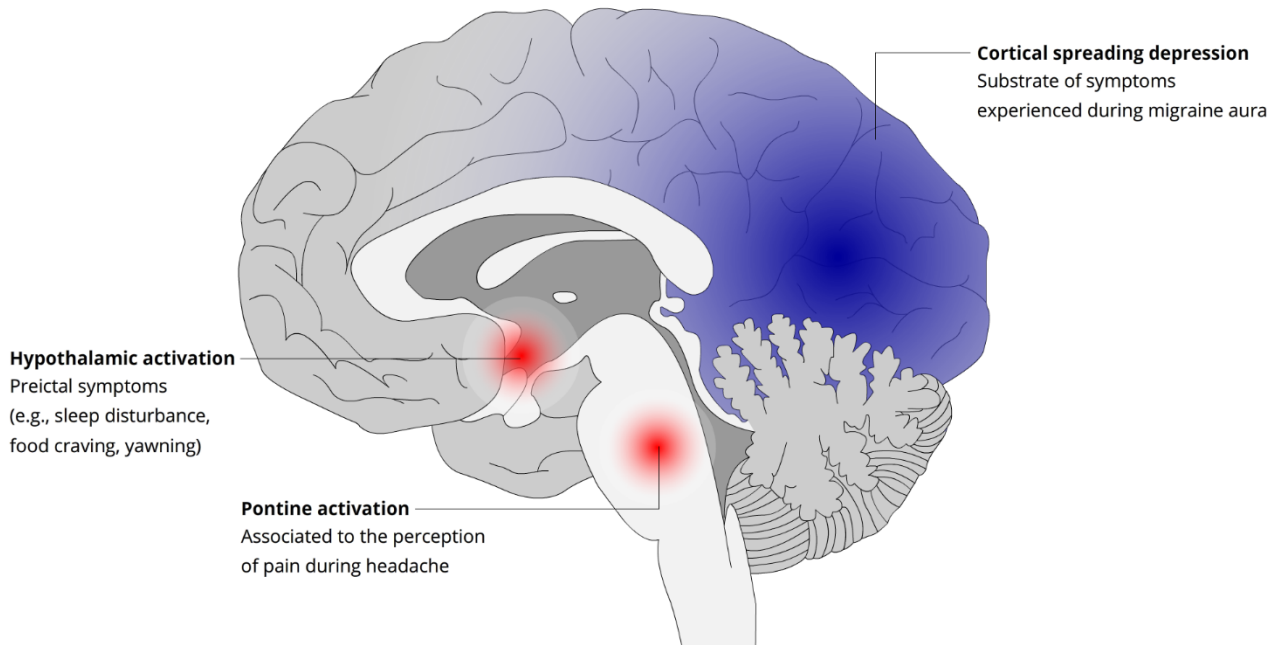 Cortical spreading depression
Substrate of symptoms
experienced during migraine aura
Hypothalamic activation
Preictal symptoms
(e.g., sleep disturbance,
food craving, yawning)
Pontine activation
Associated to the perception
of pain during headache